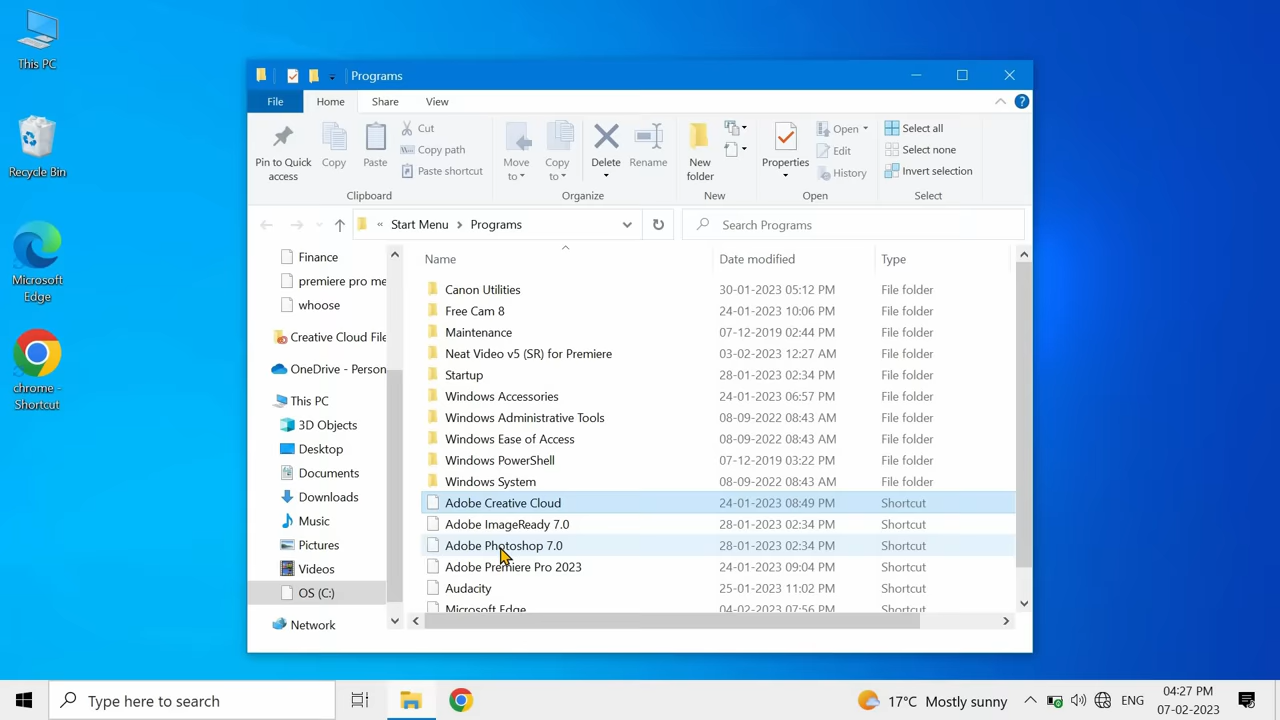 This PC
Recycle Bin
Microsoft
Edge
chrome -
Shortcut
Programs
File Home Share View
Pin to Quick
access
Copy
Paste
Cut
Copy path
Paste shortcut
Clipboard
Move
to
Copy
to
Delete
Rename
Organize
New
folder
New
Properties
Open
Edit
History
Open
Select all
Select none
Invert selection
Select
« Start Menu > Programs
Search Programs
Finance
premiere pro me
whoose
Creative Cloud File
OneDrive - Person
This PC
3D Objects
Desktop
Documents
Downloads
Music
Pictures
Videos
OS (C:)
Network
Name Date modified Type
Canon Utilities 30-01-2023 05:12 PM File folder
Free Cam 8 24-01-2023 10:06 PM File folder
Maintenance 07-12-2019 02:44 PM File folder
Neat Video v5 (SR) for Premiere 03-02-2023 12:27 AM File folder
Startup 28-01-2023 02:34 PM File folder
Windows Accessories 24-01-2023 06:57 PM File folder
Windows Administrative Tools 08-09-2022 08:43 AM File folder
Windows Ease of Access 08-09-2022 08:43 AM File folder
Windows PowerShell 07-12-2019 03:22 PM File folder
Windows System 08-09-2022 08:43 AM File folder
Adobe Creative Cloud 24-01-2023 08:49 PM Shortcut
Adobe ImageReady 7.0 28-01-2023 02:34 PM Shortcut
Adobe Photoshop 7.0 28-01-2023 02:34 PM Shortcut
Adobe Premiere Pro 2023 24-01-2023 09:04 PM Shortcut
Audacity 25-01-2023 11:02 PM Shortcut
Microsoft Edge 04-02-2023 07:56 PM Shortcut
Type here to search
17°C Mostly sunny
ENG
04:27 PM
07-02-2023